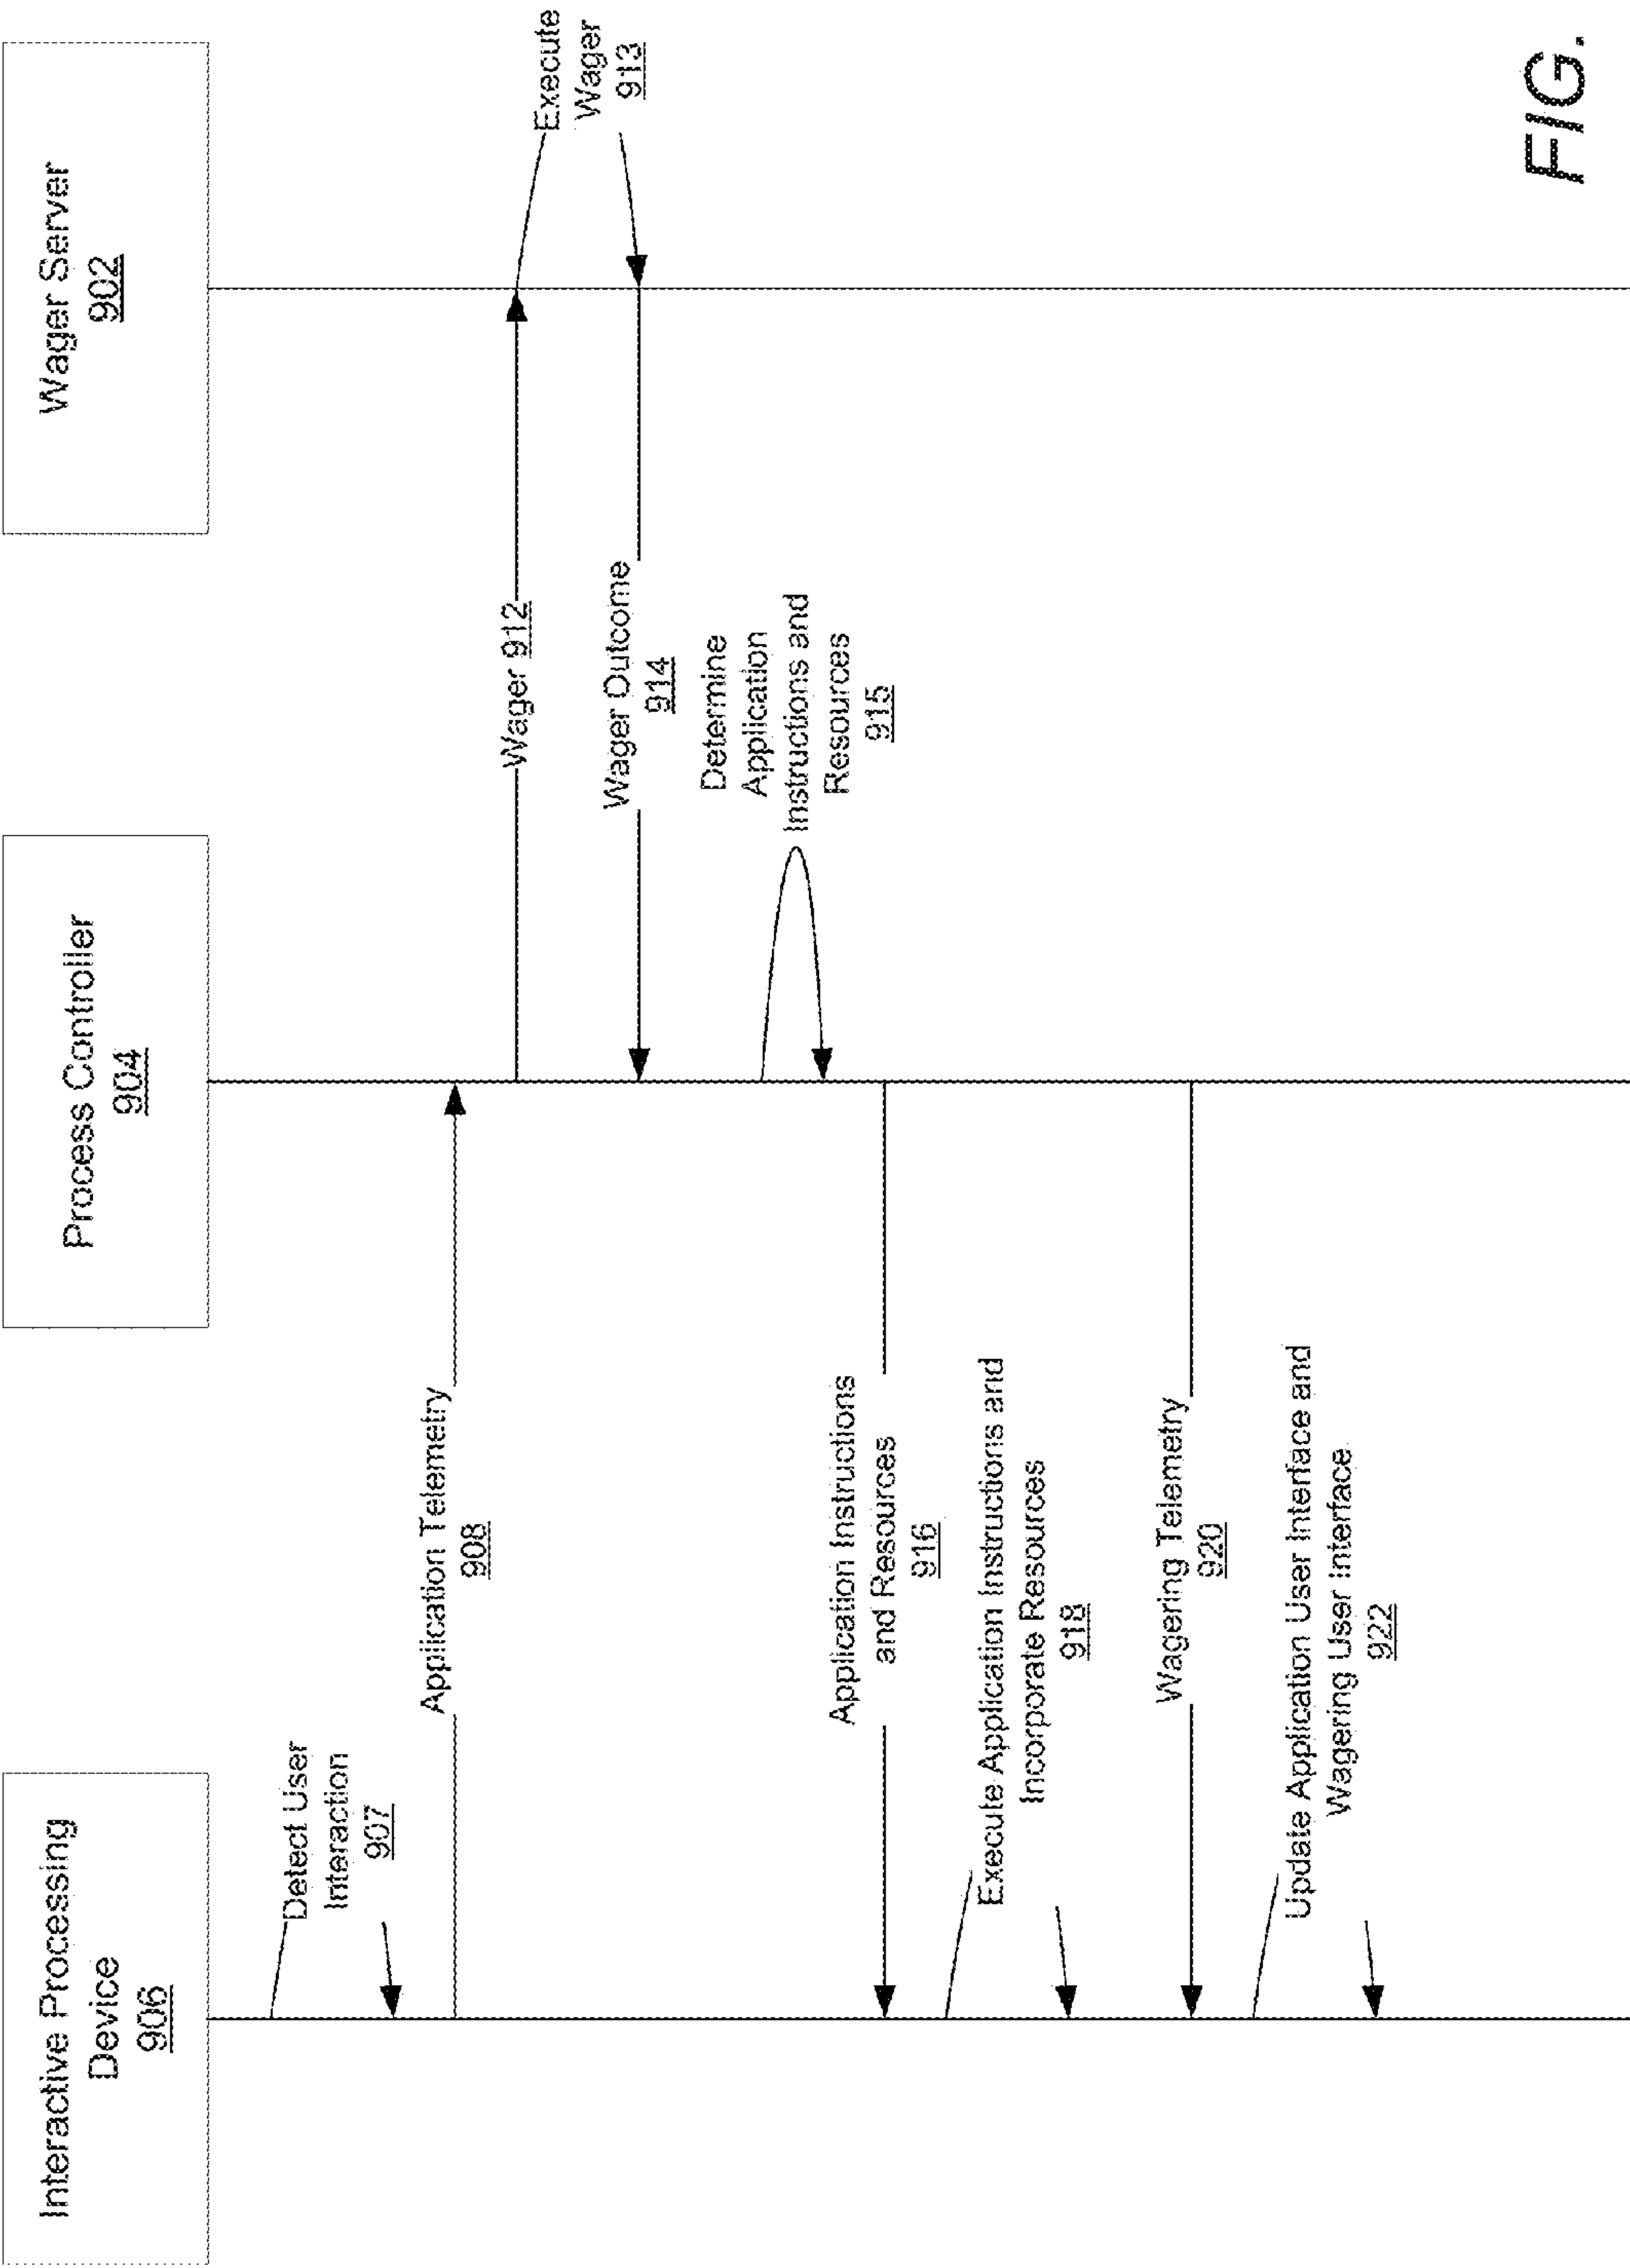 Interactive Processing
Device
906
Process Controller
904
Wager Server
902
Detect User
Interaction
907
Application Telemetry
908
Wager 912
Execute
Wager
913
Wager Outcome
914
Determine
Application
Instructions and
Resources
915
Application Instructions
and Resources
916
Execute Application Instructions and
Incorporate Resources
918
Wagering Telemetry
920
Update Application User Interface and
Wagering User Interface
922
FIG.